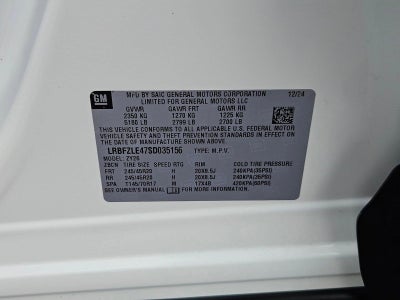 GM
MFD BY SAIC GENERAL MOTORS CORPORATION 12/24
LIMITED FOR GENERAL MOTORS LLC
GVWR GAWR FRT GAWR RR
2350 KG 1270 KG 1225 KG
5180 LB 2799 LB 2700 LB
THIS VEHICLE CONFORMS TO ALL APPLICABLE U.S. FEDERAL MOTOR
VEHICLE SAFETY AND THEFT PREVENTION STANDARDS IN EFFECT ON
THE DATE OF MANUFACTURE SHOWN ABOVE.
LRBFZLE47SD035156 TYPE: M.P.V.
ZBCN TIRE SIZE SPEED RTG RIM MODEL: ZY26 COLD TIRE PRESSURE
FRT 245/45R20 H 20X8.5J 240KPA(35PSI)
RR 245/45R20 H 20X8.5J 240KPA(35PSI)
SPA T145/70R17 M 17X4B 420KPA(60PSI)
SEE OWNER'S MANUAL FOR MORE INFORMATION.